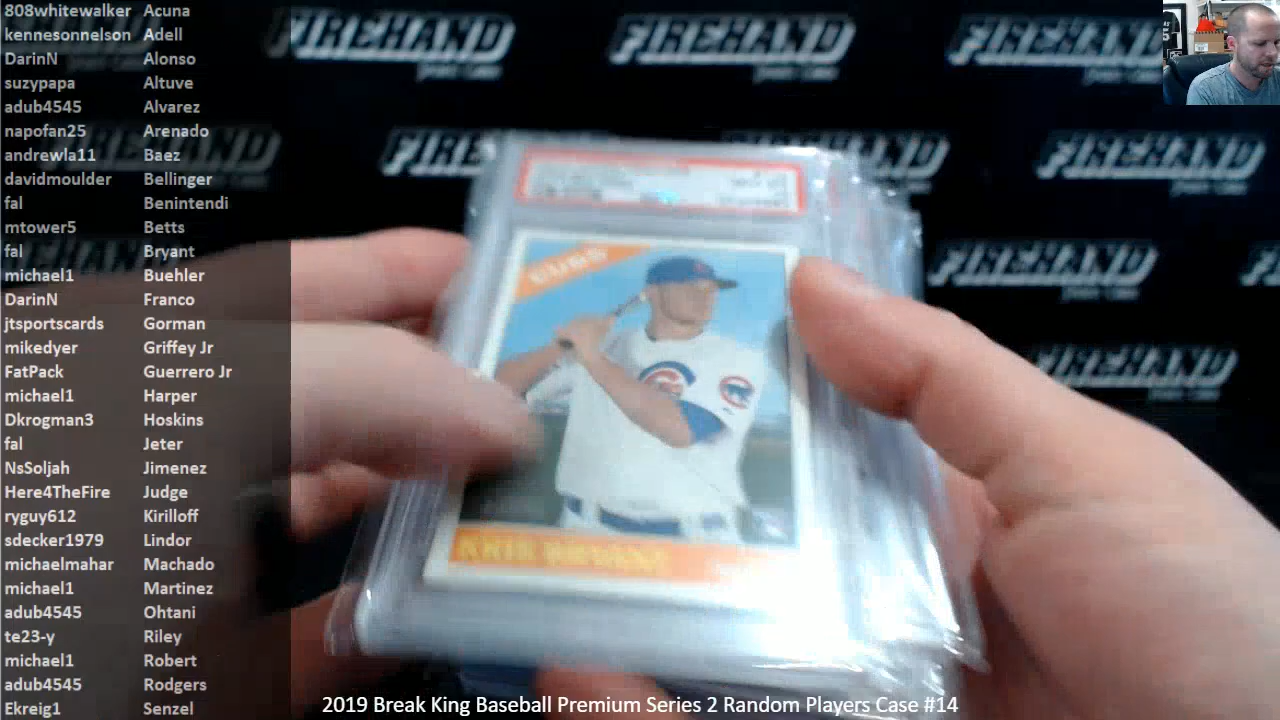 808whitewalker Acuna
kennesonnelson Adell
DarinN Alonso
suzypapa Altuve
adub4545 Alvarez
napofan25 Arenado
andrewla11 Baez
davidmoulder Bellinger
fal Benintendi
mtower5 Betts
fal Bryant
michael1 Buehler
DarinN Franco
jtsportscards Gorman
mikedyer Griffey Jr
FatPack Guerrero Jr
michael1 Harper
Dkrogman3 Hoskins
fal Jeter
NsSoljah Jimenez
Here4TheFire Judge
ryguy612 Kirilloff
sdecker1979 Lindor
michaelmahar Machado
michael1 Martinez
adub4545 Ohtani
te23-y Riley
michael1 Robert
adub4545 Rodgers
Ekreig1 Senzel
FIREHAND
FIREHAND
FIREHAND
FIREHAND
FIREHAND
FIREHAND
FIREHAND
CUBS
KRIS BRYANT
2019 Break King Baseball Premium Series 2 Random Players Case #14